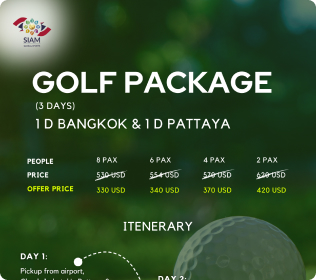 SIAM
GOLF PACKAGE
(3 DAYS)
1 D BANGKOK & 1 D PATTAYA
PEOPLE 8 PAX 6 PAX 4 PAX 2 PAX
PRICE 530 USD 554 USD 570 USD 620 USD
OFFER PRICE 330 USD 340 USD 370 USD 420 USD
ITENERARY
DAY 1:
Pickup from airport,
DAY 2: